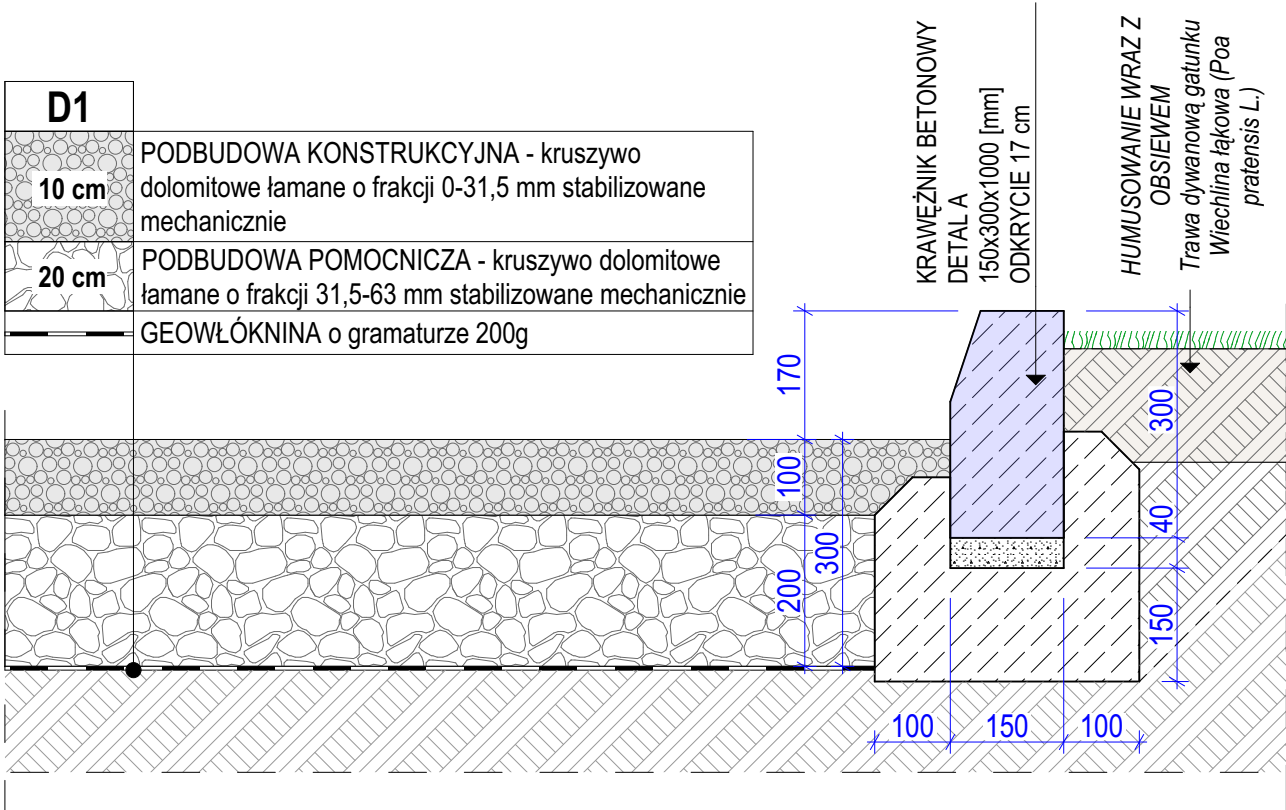 D1
10 cm
PODBUDOWA KONSTRUKCYJNA - kruszywo
dolomitowe łamane o frakcji 0-31,5 mm stabilizowane
mechanicznie
20 cm
PODBUDOWA POMOCNICZA - kruszywo dolomitowe
łamane o frakcji 31,5-63 mm stabilizowane mechanicznie
GEOWŁÓKNINA o gramaturze 200g
KRAWĘŻNIK BETONOWY
DETAL A
150x300x1000 [mm]
ODKRYCIE 17 cm
HUMUSOWANIE WRAZ Z
OBSIEWEM
Trawa dywanową gatunku
Wiechlina łąkowa (Poa
pratensis L.)
170
100
200
300
300
40
150
100
150
100